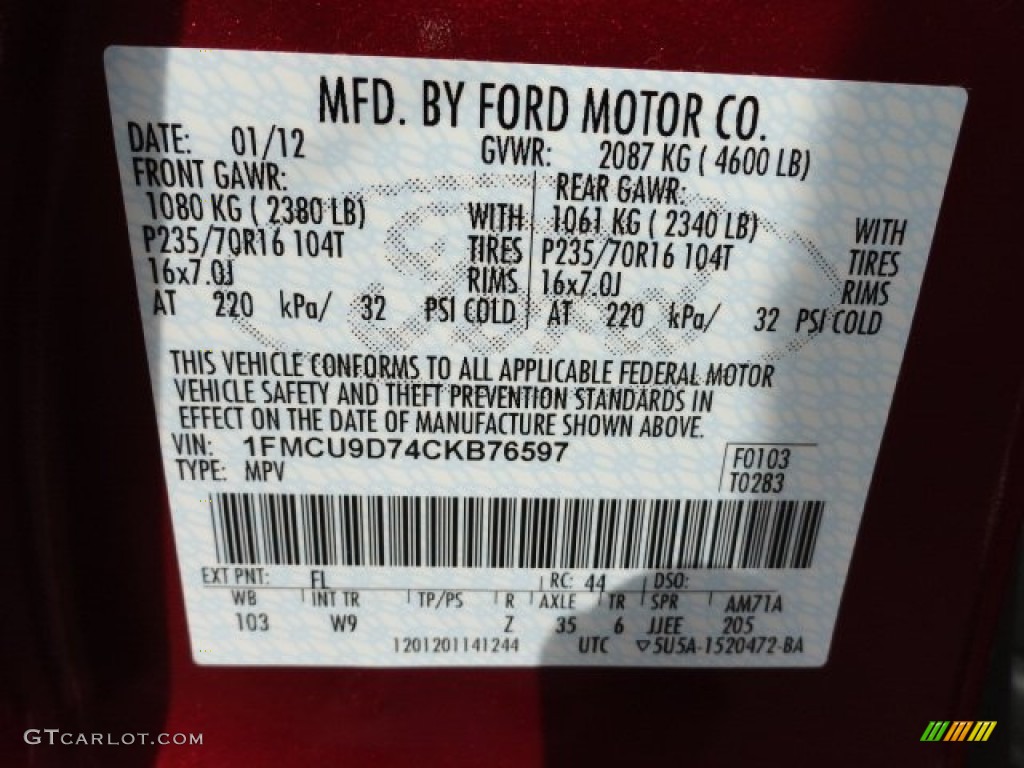 MFD. BY FORD MOTOR CO.
DATE: 01/12 GVWR: 2087 KG ( 4600 LB)
FRONT GAWR: REAR GAWR:
1080 KG ( 2380 LB) WITH 1061 KG ( 2340 LB) WITH
P235/70R16 104T TIRES P235/70R16 104T TIRES
16x7.0J RIMS 16x7.0J RIMS
AT 220 kPa/ 32 PSI COLD AT 220 kPa/ 32 PSI COLD
THIS VEHICLE CONFORMS TO ALL APPLICABLE FEDERAL MOTOR
VEHICLE SAFETY AND THEFT PREVENTION STANDARDS IN
EFFECT ON THE DATE OF MANUFACTURE SHOWN ABOVE.
VIN: 1FMCU9D74CKB76597
TYPE: MPV
F0103
T0283
EXT PNT: FL RC: 44 DSO:
WB INT TR TP/PS R AXLE TR SPR AM71A
103 W9 Z 35 6 JJEE 205
1201201141244 UTC ▽5U5A-1520472-BA
GTCARLOT.COM